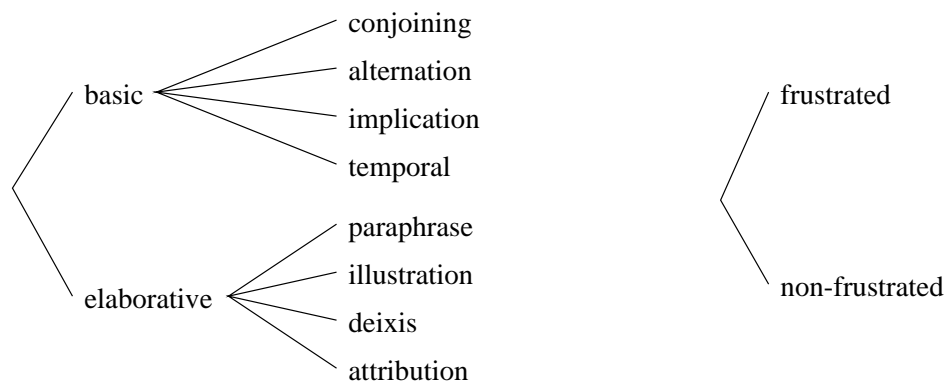 conjoining
alternation
basic
frustrated
implication
temporal
paraphrase
illustration
non-frustrated
elaborative
deixis
attribution